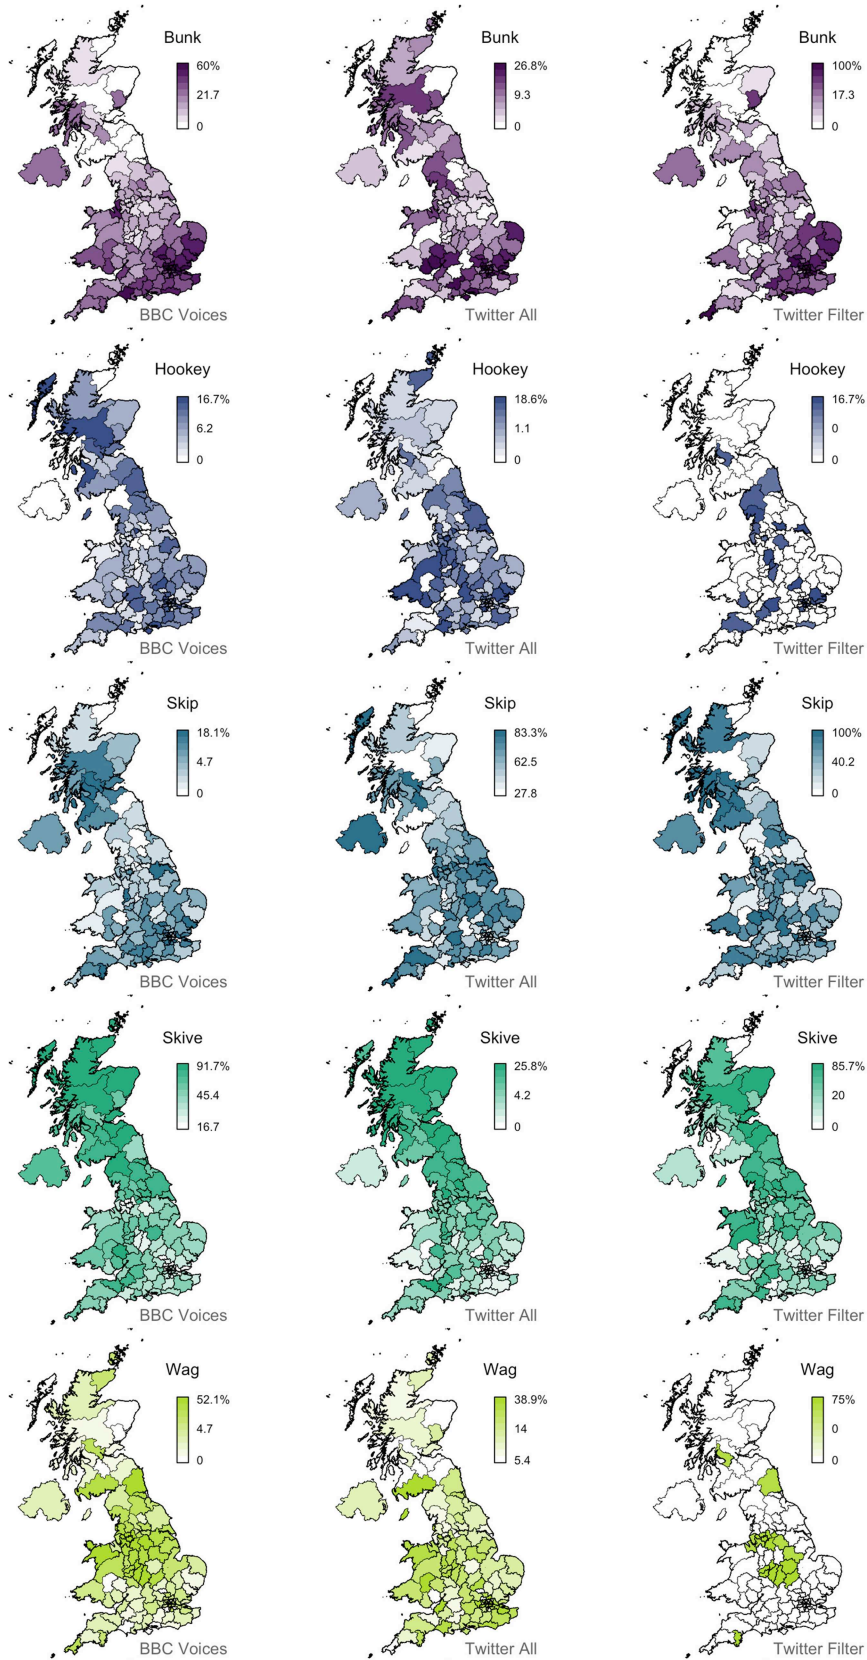 Bunk
60%
21.7
0
BBC Voices
Bunk
26.8%
9.3
0
Twitter All
Bunk
100%
17.3
0
Twitter Filter
Hookey
16.7%
6.2
0
BBC Voices
Hookey
18.6%
1.1
0
Twitter All
Hookey
16.7%
0
0
Twitter Filter
Skip
18.1%
4.7
0
BBC Voices
Skip
83.3%
62.5
27.8
Twitter All
Skip
100%
40.2
0
Twitter Filter
Skive
91.7%
45.4
16.7
BBC Voices
Skive
25.8%
4.2
0
Twitter All
Skive
85.7%
20
0
Twitter Filter
Wag
52.1%
4.7
0
BBC Voices
Wag
38.9%
14
5.4
Twitter All
Wag
75%
0
0
Twitter Filter